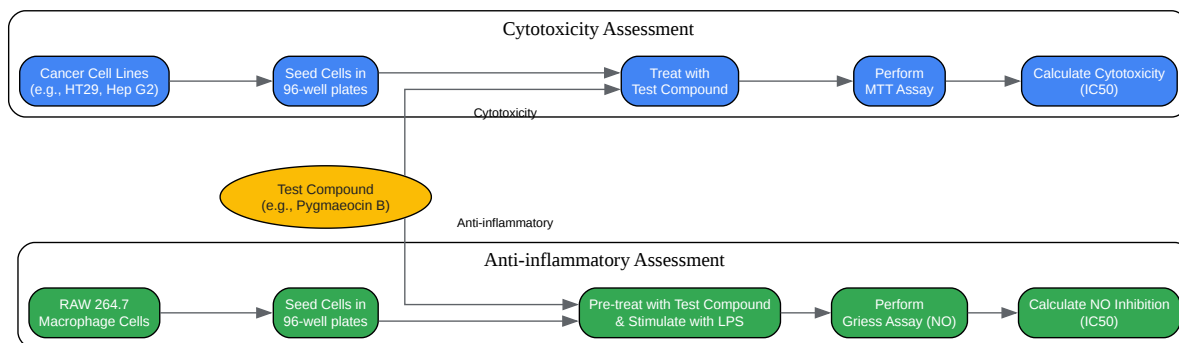 Cytotoxicity Assessment
Cancer Cell Lines
(e.g., HT29, Hep G2)
Seed Cells in
96-well plates
Treat with
Test Compound
Perform
MTT Assay
Calculate Cytotoxicity
(IC50)
Cytotoxicity
Test Compound
(e.g., Pygmaeocin B)
Anti-inflammatory
Anti-inflammatory Assessment
RAW 264.7
Macrophage Cells
Seed Cells in
96-well plates
Pre-treat with Test Compound
& Stimulate with LPS
Perform
Griess Assay (NO)
Calculate NO Inhibition
(IC50)